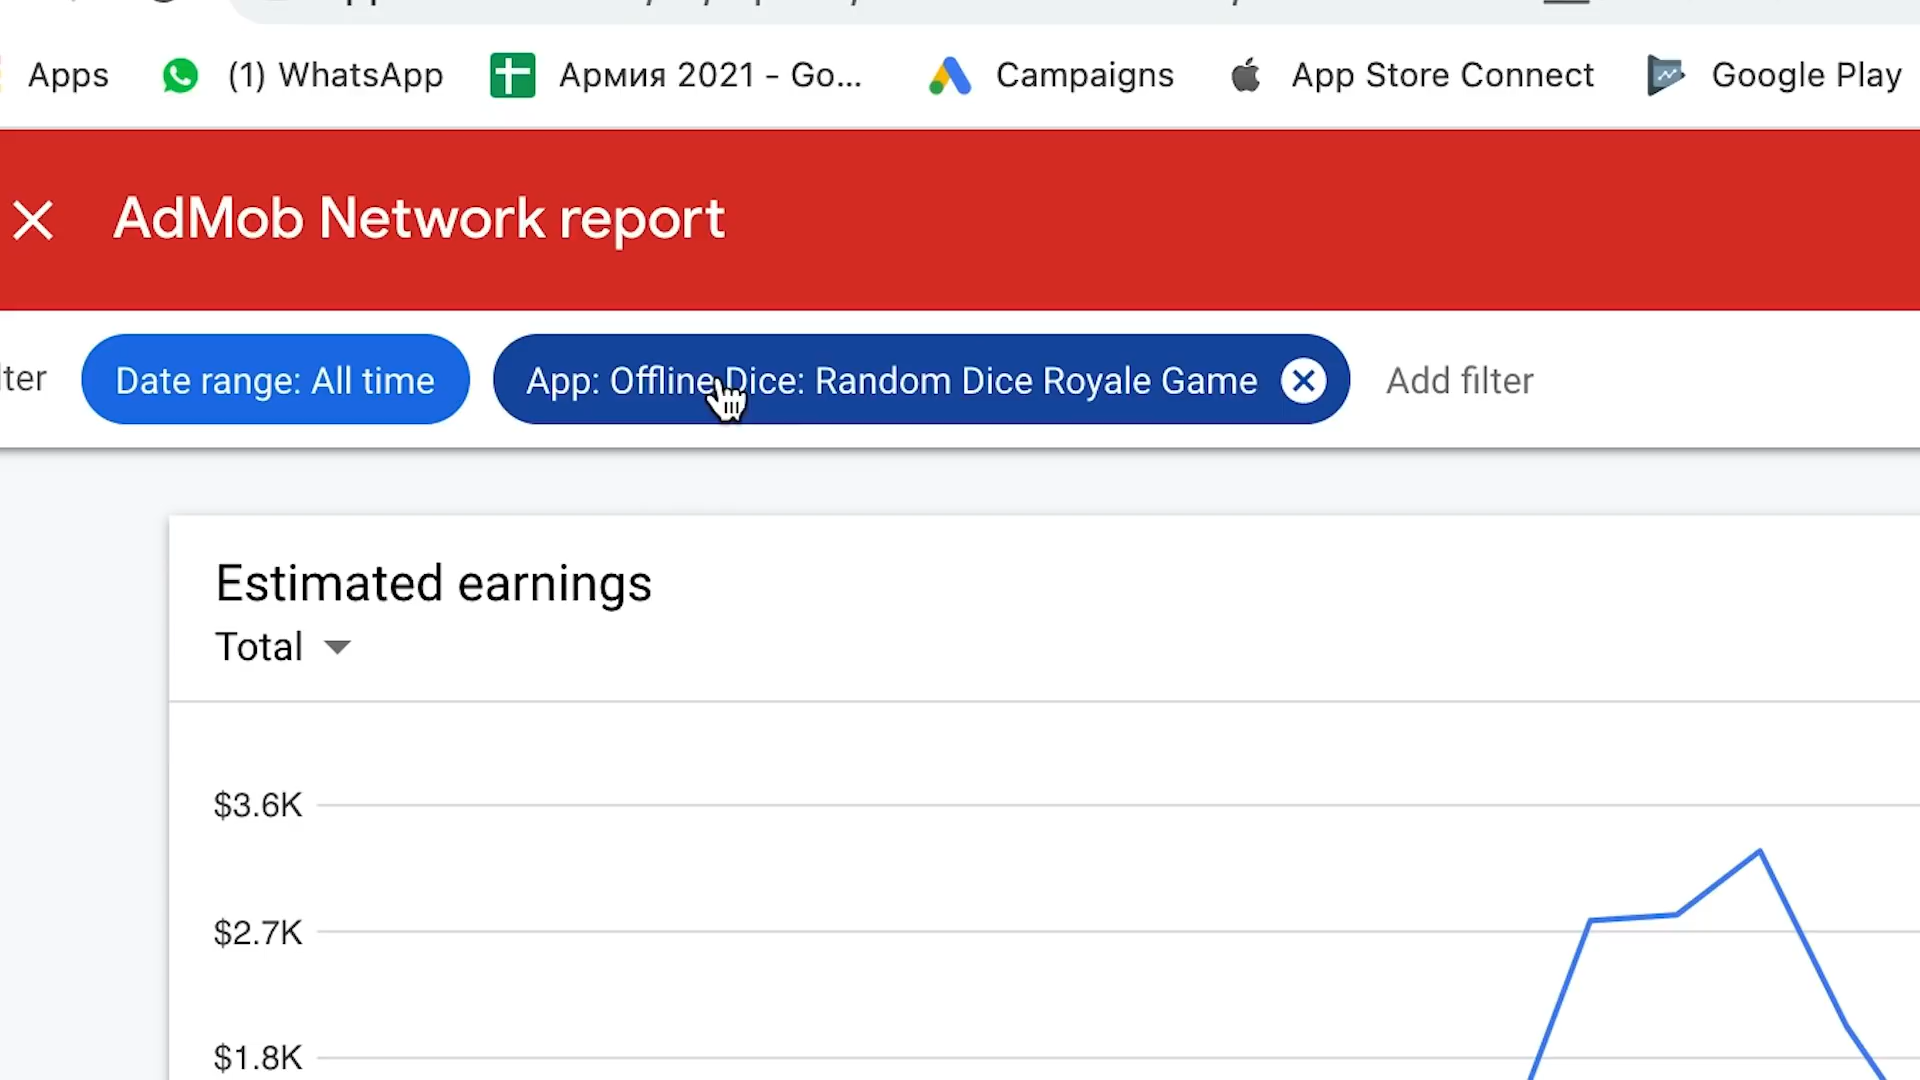 Apps (1) WhatsApp Армия 2021 - Go... Campaigns App Store Connect Google Play
AdMob Network report
lter Date range: All time App: Offline Dice: Random Dice Royale Game Add filter
Estimated earnings
Total
$3.6K
$2.7K
$1.8K